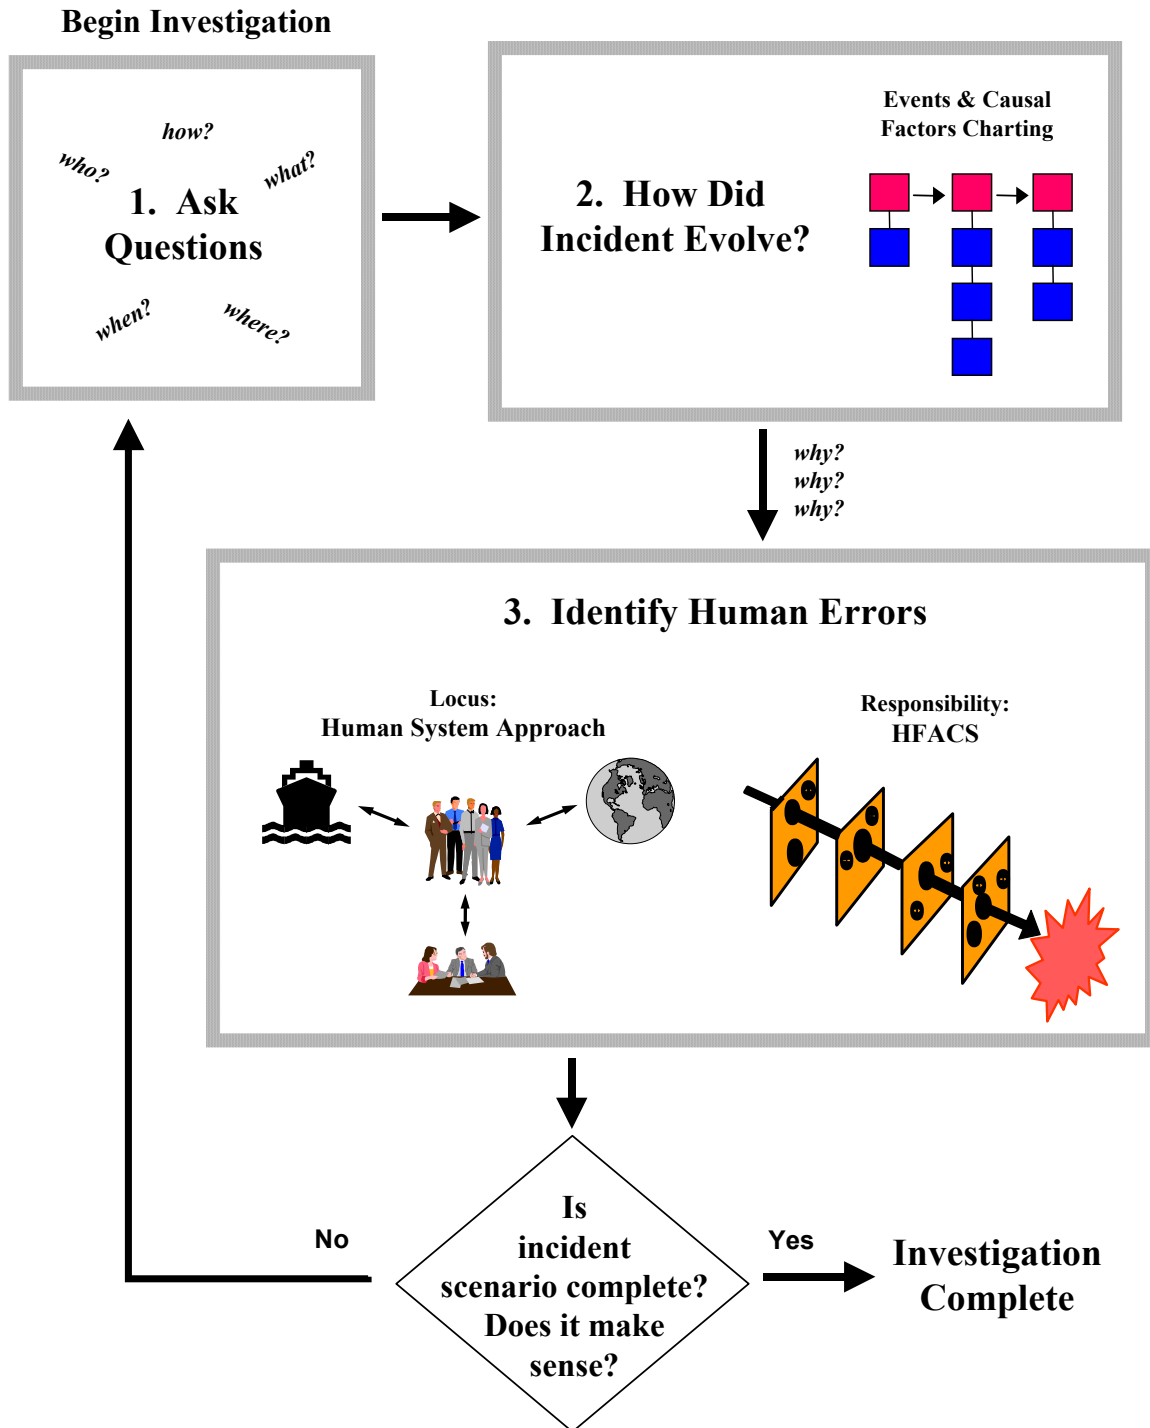 Begin Investigation
how?
who?
what?
1.  Ask
Questions
when?
where?
Events & Causal
Factors Charting
2.  How Did
Incident Evolve?
why?
why?
why?
3.  Identify Human Errors
Locus:
Human System Approach
Responsibility:
HFACS
Is
incident
scenario complete?
Does it make
sense?
No
Yes
Investigation
Complete